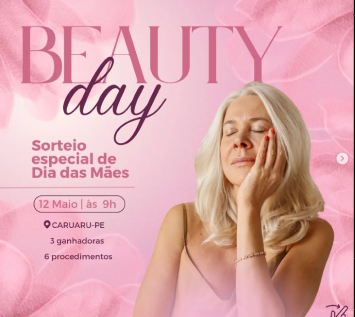 BEAUTY
day
Sorteio
especial de
Dia das Mães
12 Maio | às 9h
CARUARU-PE
3 ganhadoras
6 procedimentos